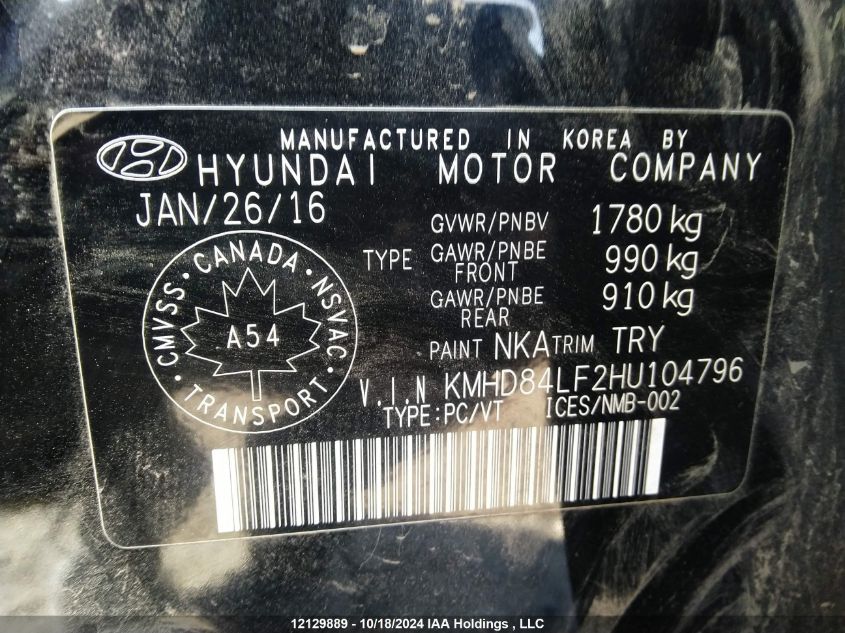 MANUFACTURED IN KOREA BY
HYUNDAI MOTOR COMPANY
JAN/26/16
GVWR/PNBV 1780 kg
TYPE GAWR/PNBE FRONT 990 kg
GAWR/PNBE REAR 910 kg
PAINT NKA TRIM TRY
V.I.N KMHD84LF2HU104796
TYPE:PC/VT ICES/NMB-002
CMVSS · CANADA · NSVAC · TRANSPORT ·
A54
12129889 - 10/18/2024 IAA Holdings , LLC